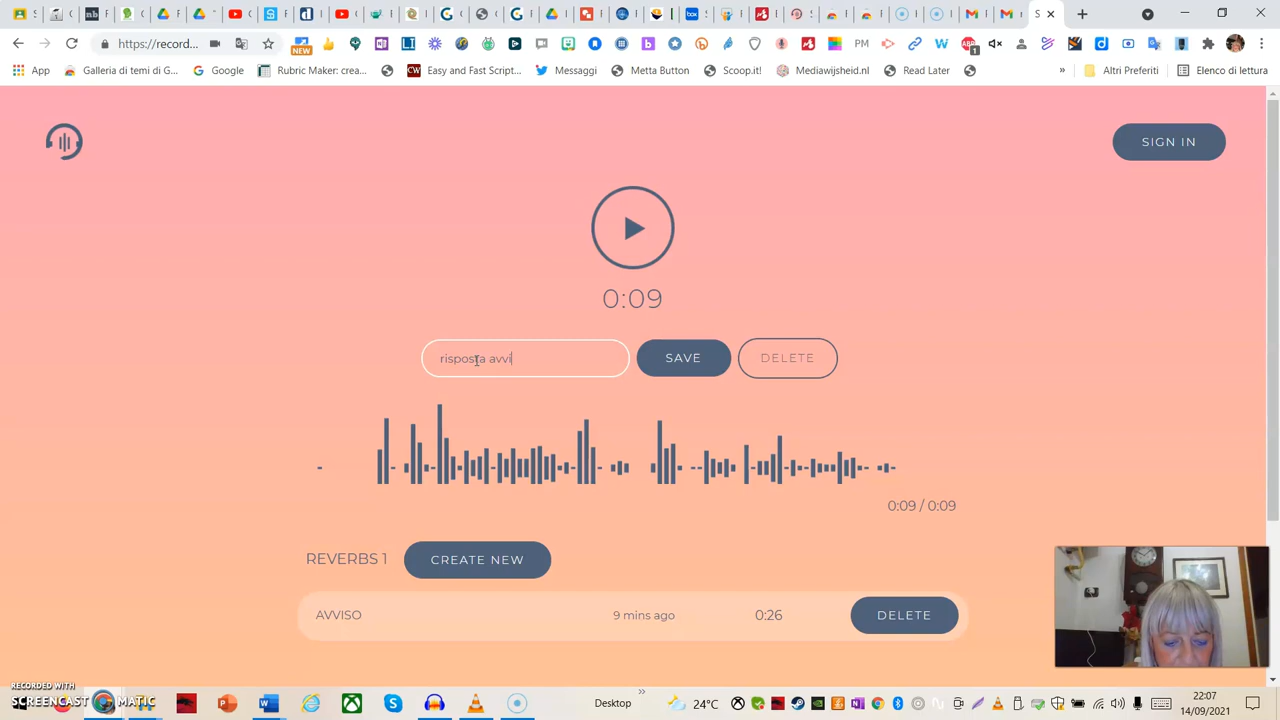 https://record.
NEW
PM
1
App
Galleria di temi di G...
Google
Rubric Maker: crea...
Easy and Fast Script...
Messaggi
Metta Button
Scoop.it!
Mediawijsheid.nl
Read Later
»
Altri Preferiti
Elenco di lettura
SIGN IN
0:09
risposta avvi
SAVE
DELETE
0:09 / 0:09
REVERBS 1
CREATE NEW
AVVISO
9 mins ago
0:26
DELETE
RECORDED WITH
SCREENCAST MATIC
Desktop
»
24°C
22:07
14/09/2021